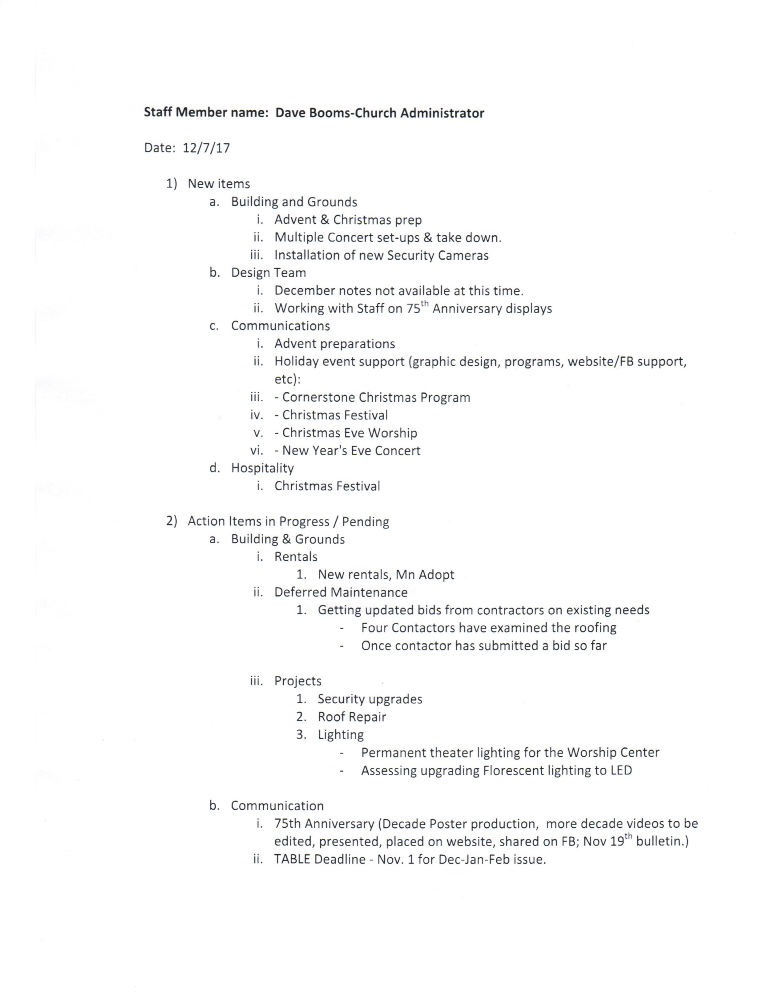 Staff Member name:  Dave Booms-Church Administrator
Date:  12/7/17
1) New items
a. Building and Grounds
i. Advent & Christmas prep
ii. Multiple Concert set-ups & take down.
iii. Installation of new Security Cameras
b. Design Team
i. December notes not available at this time.
ii. Working with Staff on 75th Anniversary displays
c. Communications
i. Advent preparations
ii. Holiday event support (graphic design, programs, website/FB support,
etc):
iii. - Cornerstone Christmas Program
iv. - Christmas Festival
v. - Christmas Eve Worship
vi. - New Year's Eve Concert
d. Hospitality
i. Christmas Festival
2) Action Items in Progress / Pending
a. Building & Grounds
i. Rentals
1. New rentals, Mn Adopt
ii. Deferred Maintenance
1. Getting updated bids from contractors on existing needs
- Four Contactors have examined the roofing
- Once contactor has submitted a bid so far
iii. Projects
1. Security upgrades
2. Roof Repair
3. Lighting
- Permanent theater lighting for the Worship Center
- Assessing upgrading Florescent lighting to LED
b. Communication
i. 75th Anniversary (Decade Poster production,  more decade videos to be
edited, presented, placed on website, shared on FB; Nov 19th bulletin.)
ii. TABLE Deadline - Nov. 1 for Dec-Jan-Feb issue.